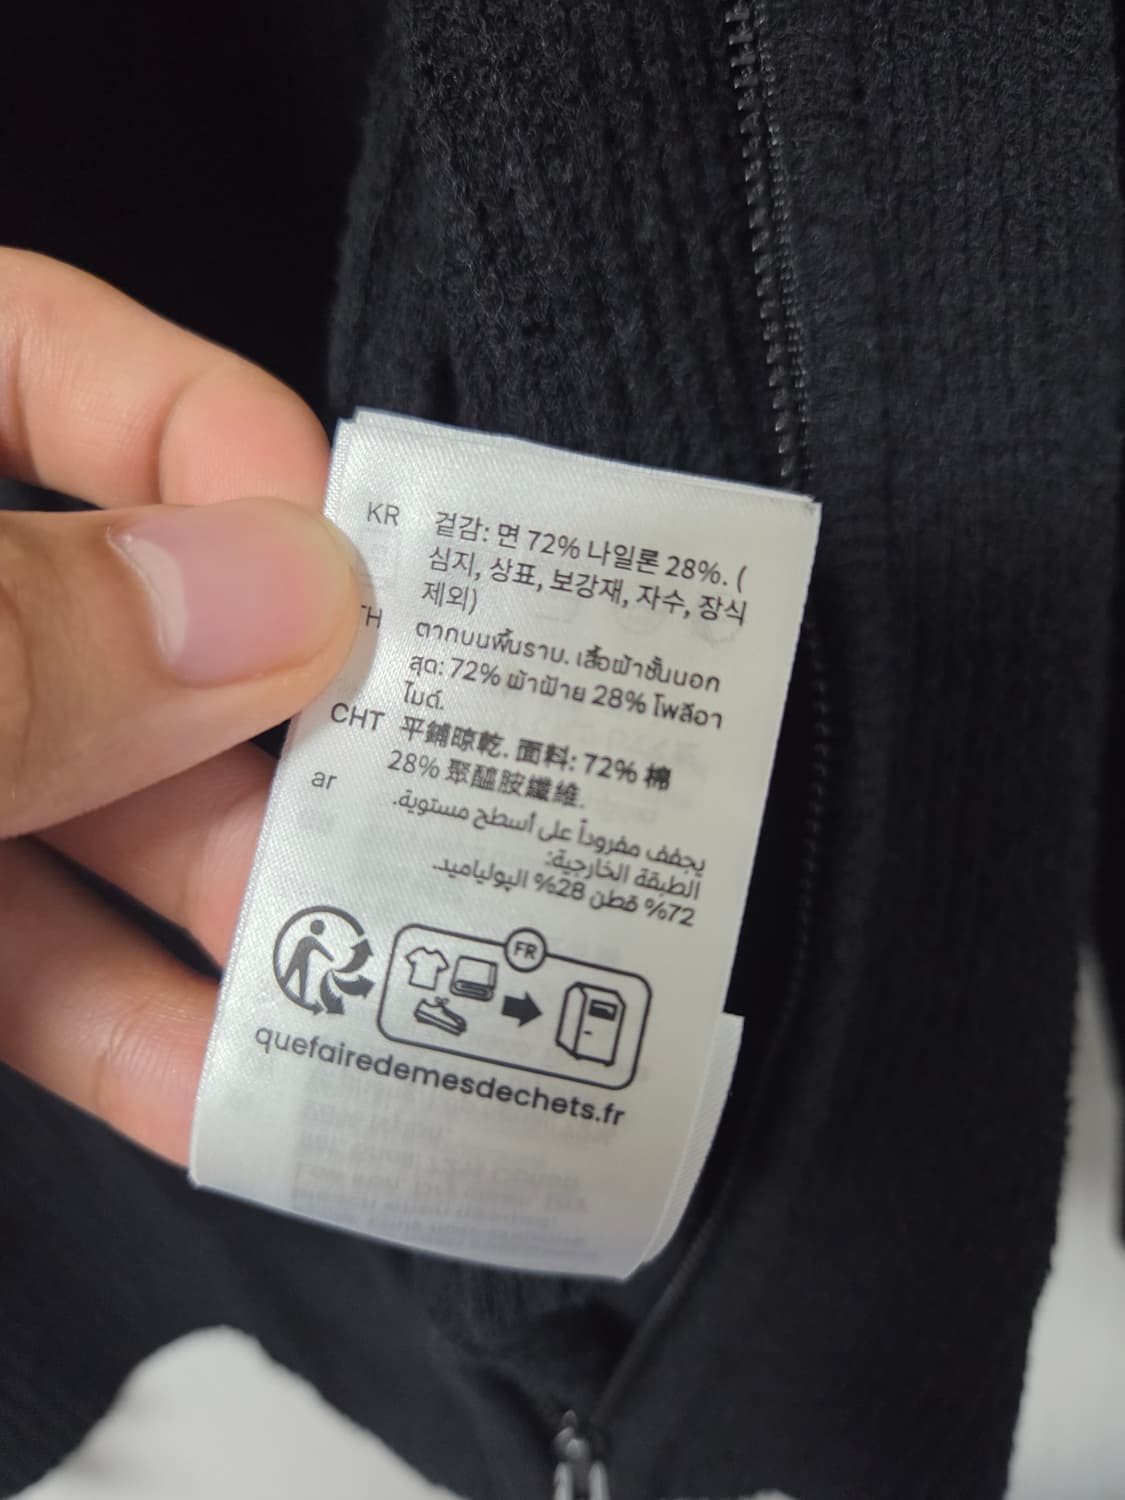 KR 겉감: 면 72% 나일론 28%. (
심지, 상표, 보강재, 자수, 장식
제외)
TH ตากบนพื้นราบ. เสื้อผ้าชั้นนอก
สุด: 72% ผ้าฝ้าย 28% โพลีอา
ไมด์.
CHT 平鋪晾乾. 面料: 72% 棉
28% 聚醯胺纖維.
ar يجفف مفروداً على أسطح مستوية.
الطبقة الخارجية:
72% قطن 28% البولياميد.
FR
quefairedemesdechets.fr